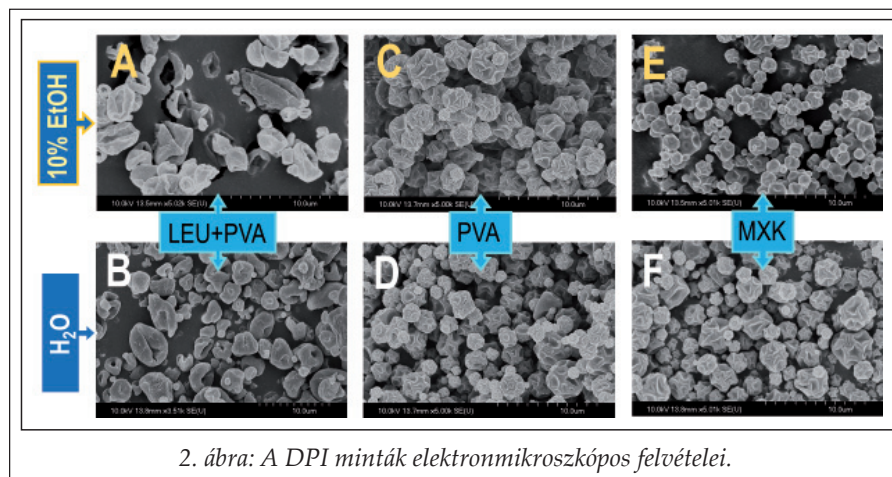 10% EtOH
A
C
E
10.0kV 13.5mm x5.02k SE(U) 10.0um
10.0kV 13.7mm x5.00k SE(U) 10.0um
10.0kV 13.5mm x5.01k SE(U) 10.0um
LEU+PVA
PVA
MXK
H₂O
B
D
F
10.0kV 13.8mm x3.51k SE(U) 10.0um
10.0kV 13.7mm x5.00k SE(U) 10.0um
10.0kV 13.8mm x5.01k SE(U) 10.0um
2. ábra: A DPI minták elektronmikroszkópos felvételei.